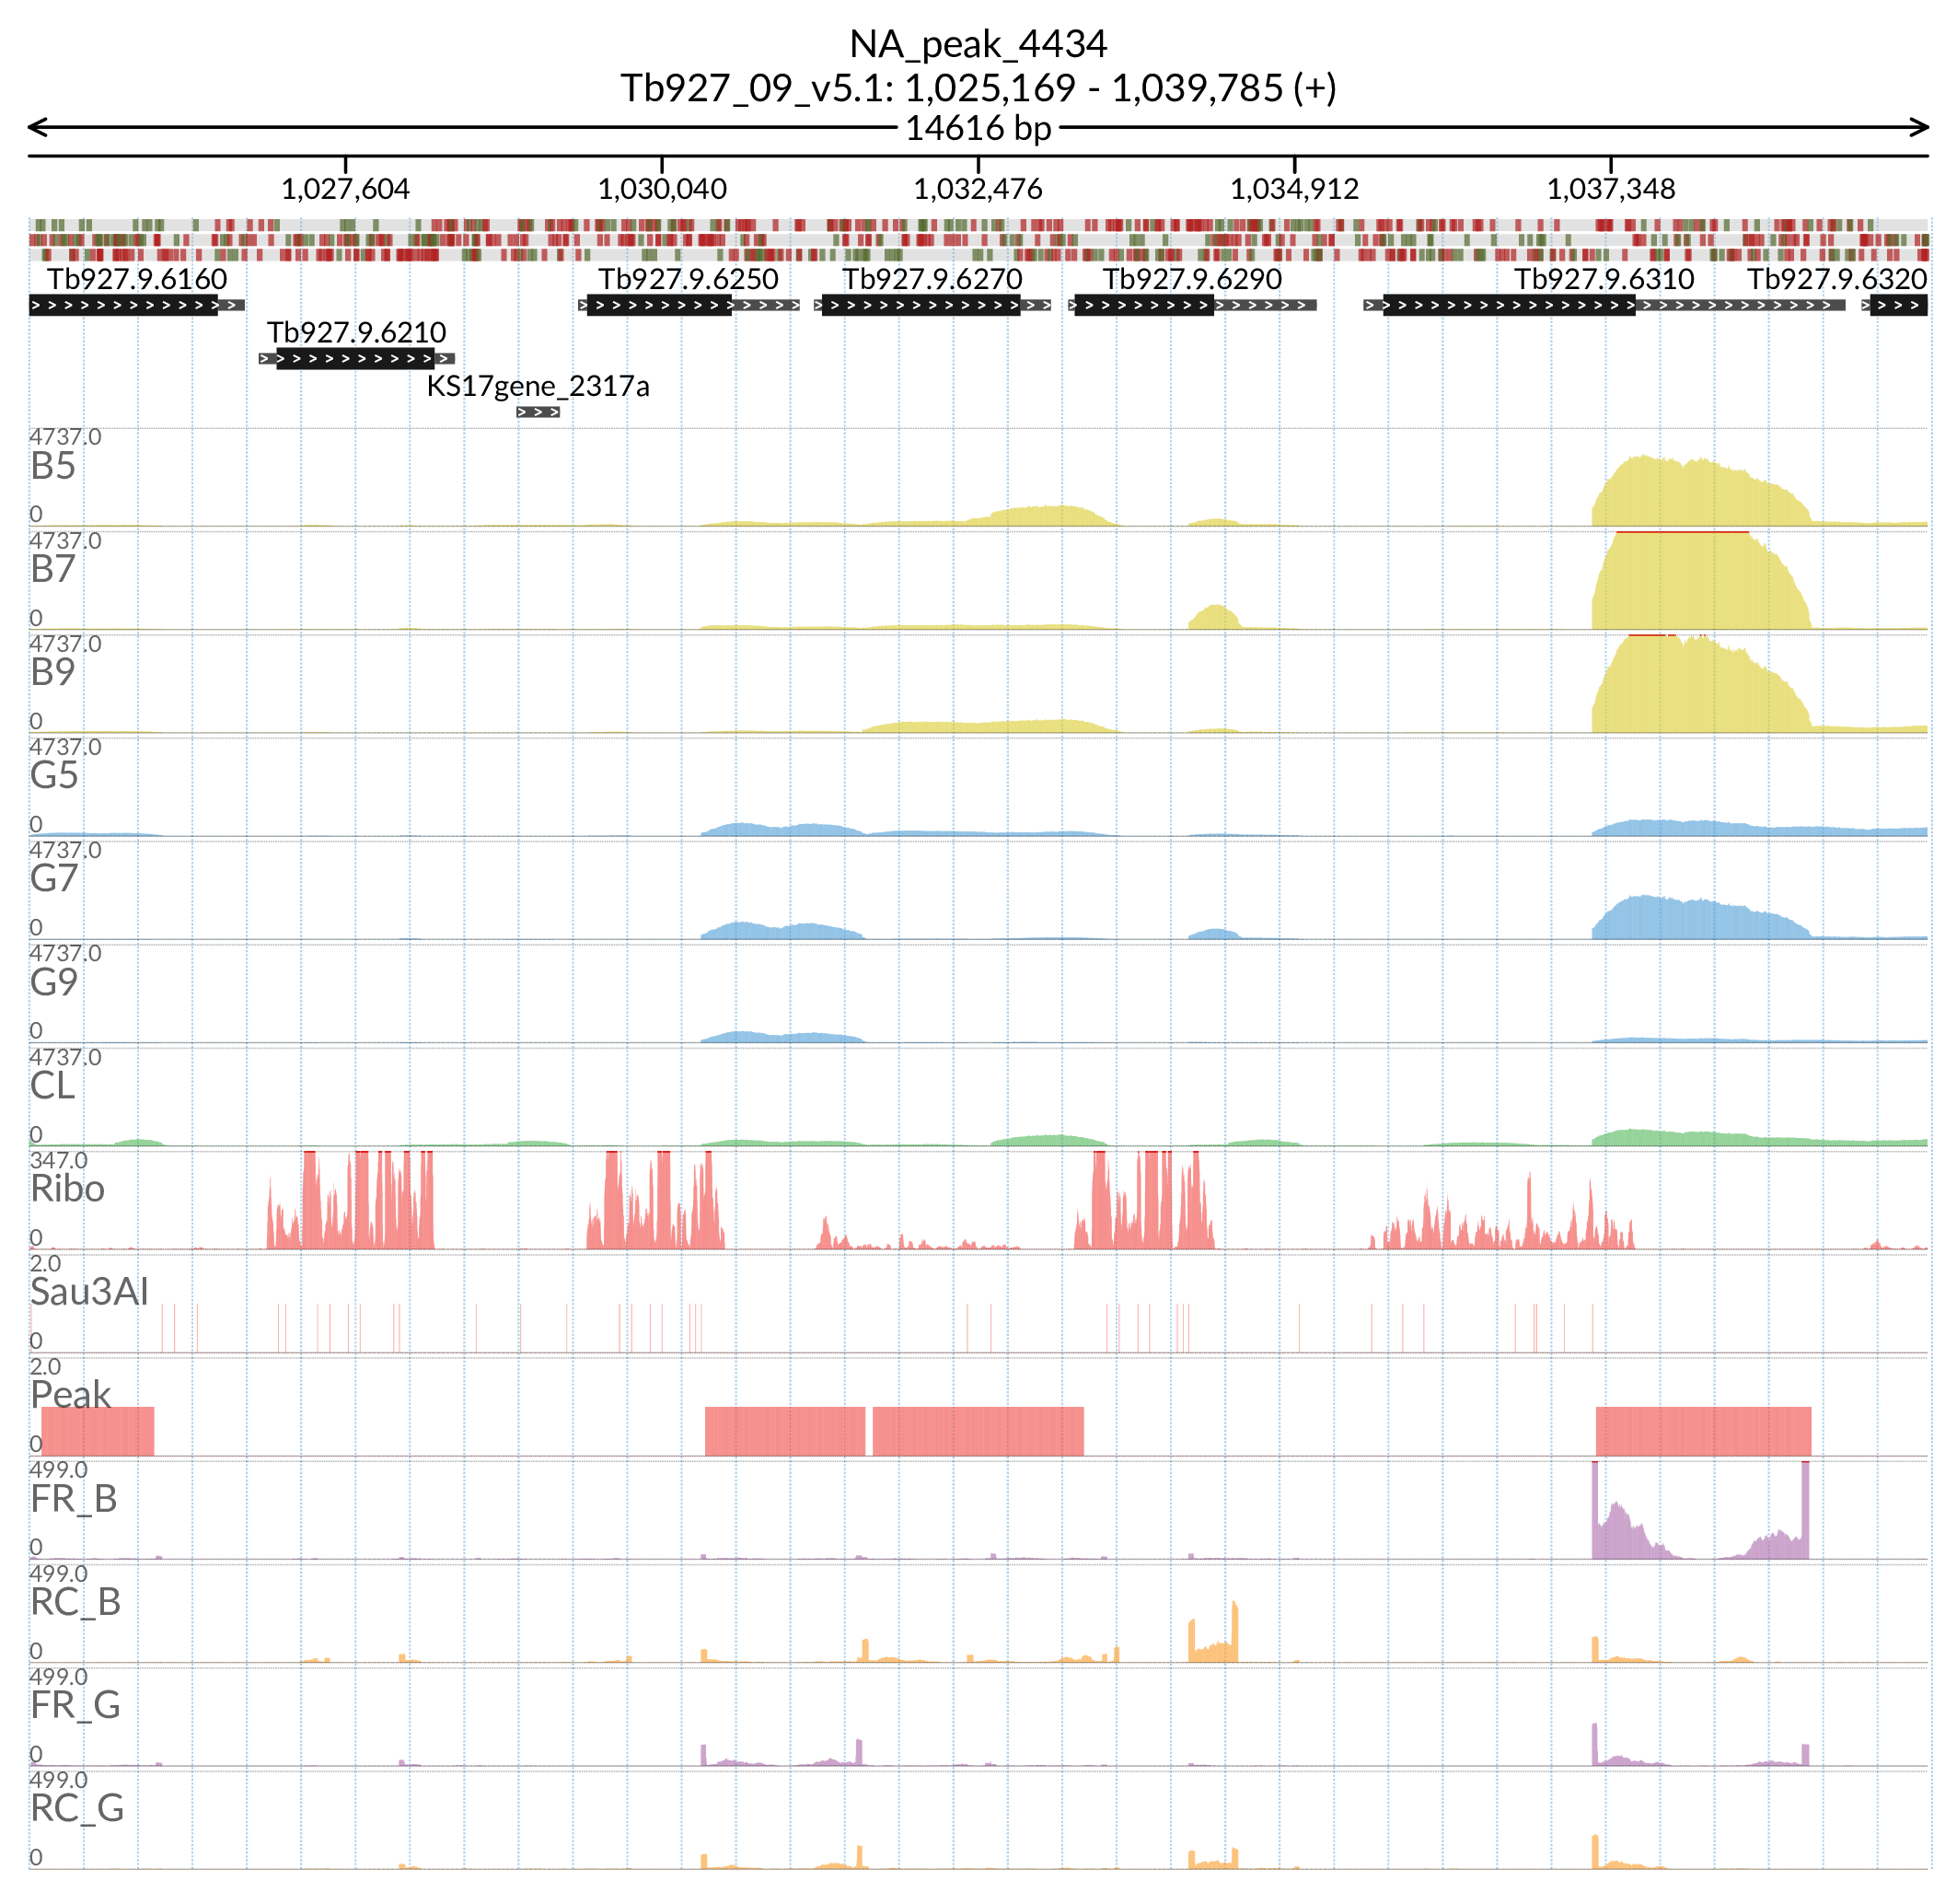 NA_peak_4434
Tb927_09_v5.1: 1,025,169 - 1,039,785 (+)
14616 bp
1,027,604 1,030,040 1,032,476 1,034,912 1,037,348
Tb927.9.6160 Tb927.9.6250 Tb927.9.6270 Tb927.9.6290 Tb927.9.6310 Tb927.9.6320
Tb927.9.6210
KS17gene_2317a
4737.0
B5
0
4737.0
B7
0
4737.0
B9
0
4737.0
G5
0
4737.0
G7
0
4737.0
G9
0
4737.0
CL
0
347.0
Ribo
0
2.0
Sau3AI
0
2.0
Peak
0
499.0
FR_B
0
499.0
RC_B
0
499.0
FR_G
0
499.0
RC_G
0